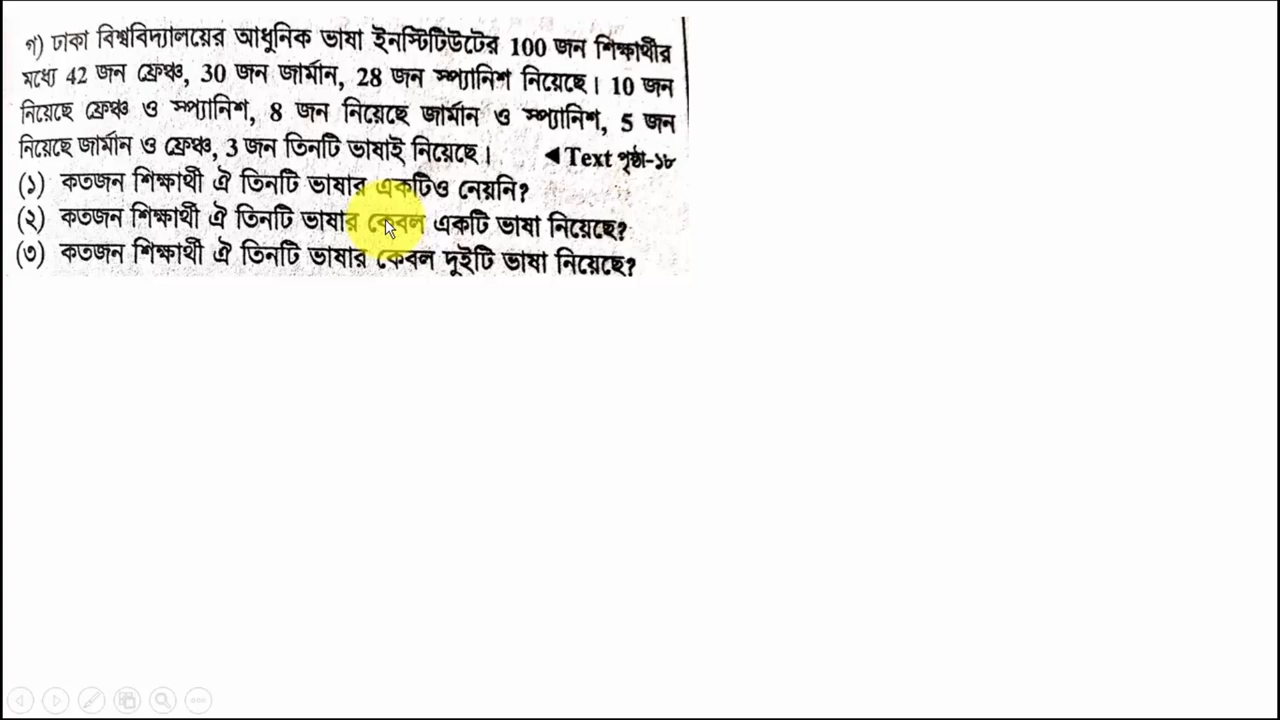 গ) ঢাকা বিশ্ববিদ্যালয়ের আধুনিক ভাষা ইনস্টিটিউটের 100 জন শিক্ষার্থীর
মধ্যে 42 জন ফ্রেঞ্চ, 30 জন জার্মান, 28 জন স্প্যানিশ নিয়েছে। 10 জন
নিয়েছে ফ্রেঞ্চ ও স্প্যানিশ, 8 জন নিয়েছে জার্মান ও স্প্যানিশ, 5 জন
নিয়েছে জার্মান ও ফ্রেঞ্চ, 3 জন তিনটি ভাষাই নিয়েছে। ◄Text পৃষ্ঠা-১৮
(১) কতজন শিক্ষার্থী ঐ তিনটি ভাষার একটিও নেয়নি?
(২) কতজন শিক্ষার্থী ঐ তিনটি ভাষার কেবল একটি ভাষা নিয়েছে?
(৩) কতজন শিক্ষার্থী ঐ তিনটি ভাষার কেবল দুইটি ভাষা নিয়েছে?